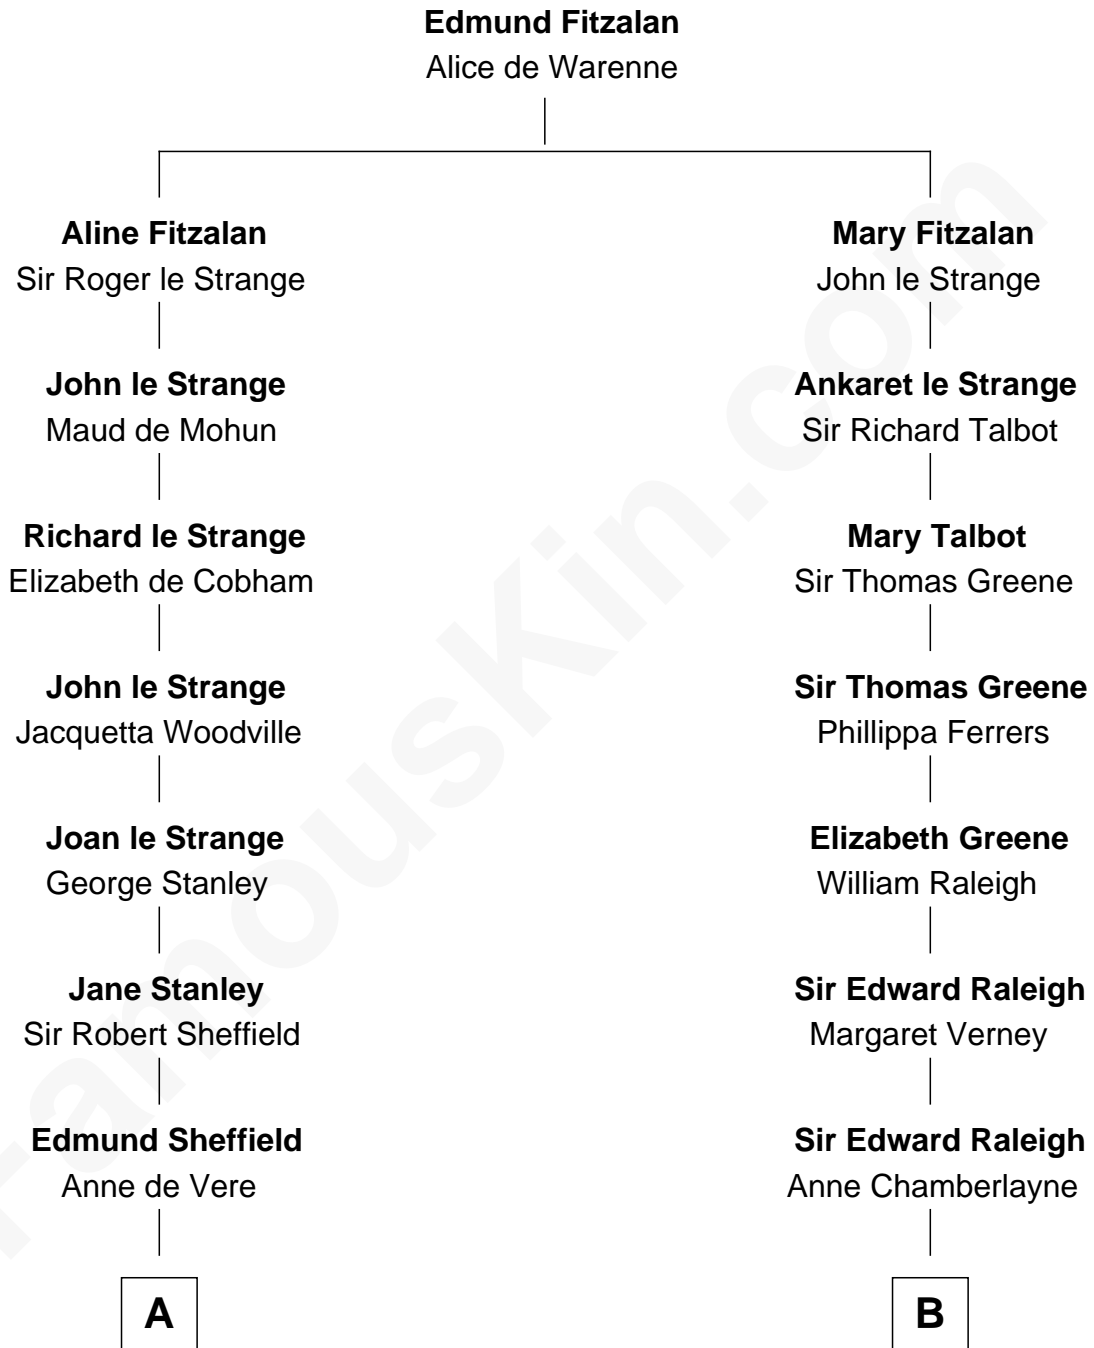 Edmund Fitzalan
Alice de Warenne
Aline Fitzalan
Sir Roger le Strange
Mary Fitzalan
John le Strange
John le Strange
Maud de Mohun
Ankaret le Strange
Sir Richard Talbot
Richard le Strange
Elizabeth de Cobham
Mary Talbot
Sir Thomas Greene
John le Strange
Jacquetta Woodville
Sir Thomas Greene
Phillippa Ferrers
Joan le Strange
George Stanley
Elizabeth Greene
William Raleigh
Jane Stanley
Sir Robert Sheffield
Sir Edward Raleigh
Margaret Verney
Edmund Sheffield
Anne de Vere
Sir Edward Raleigh
Anne Chamberlayne
A
B
FamousKin.com